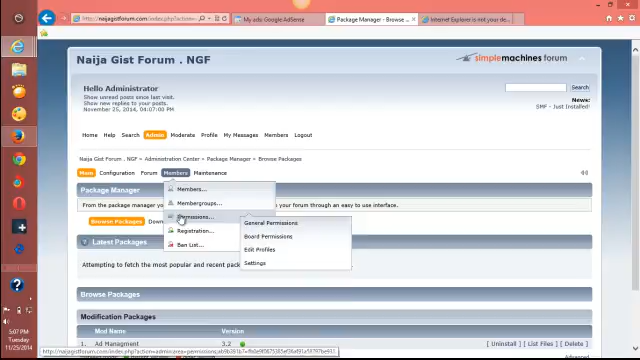 naijagistforum.com/index.php?action=
My ads: Google AdSense
Package Manager - Browse ...
Internet Explorer is not your de...
Naija Gist Forum . NGF
simplemachines forum
Hello Administrator
Show unread posts since last visit.
Show new replies to your posts.
November 25, 2014, 04:07:00 PM
Search
News:
SMF - Just Installed!
Home Help Search Admin Moderate Profile My Messages Members Logout
Naija Gist Forum . NGF » Administration Center » Package Manager » Browse Packages
Main Configuration Forum Members Maintenance
Members...
Package Manager
Membergroups...
From the packag
your forum through an easy to use interface.
Permissions...
General Permissions
Browse Packages Down
Registration...
Board Permissions
Latest Packages
Ban List...
Edit Profiles
Settings
Attempting to fetch the most popular and recent pack
Browse Packages
Modification Packages
Mod Name Version
1. Ad Managment 3.2 [ Uninstall ] [ List Files ] [ Delete ]
5:07 PM
Tuesday
11/25/2014